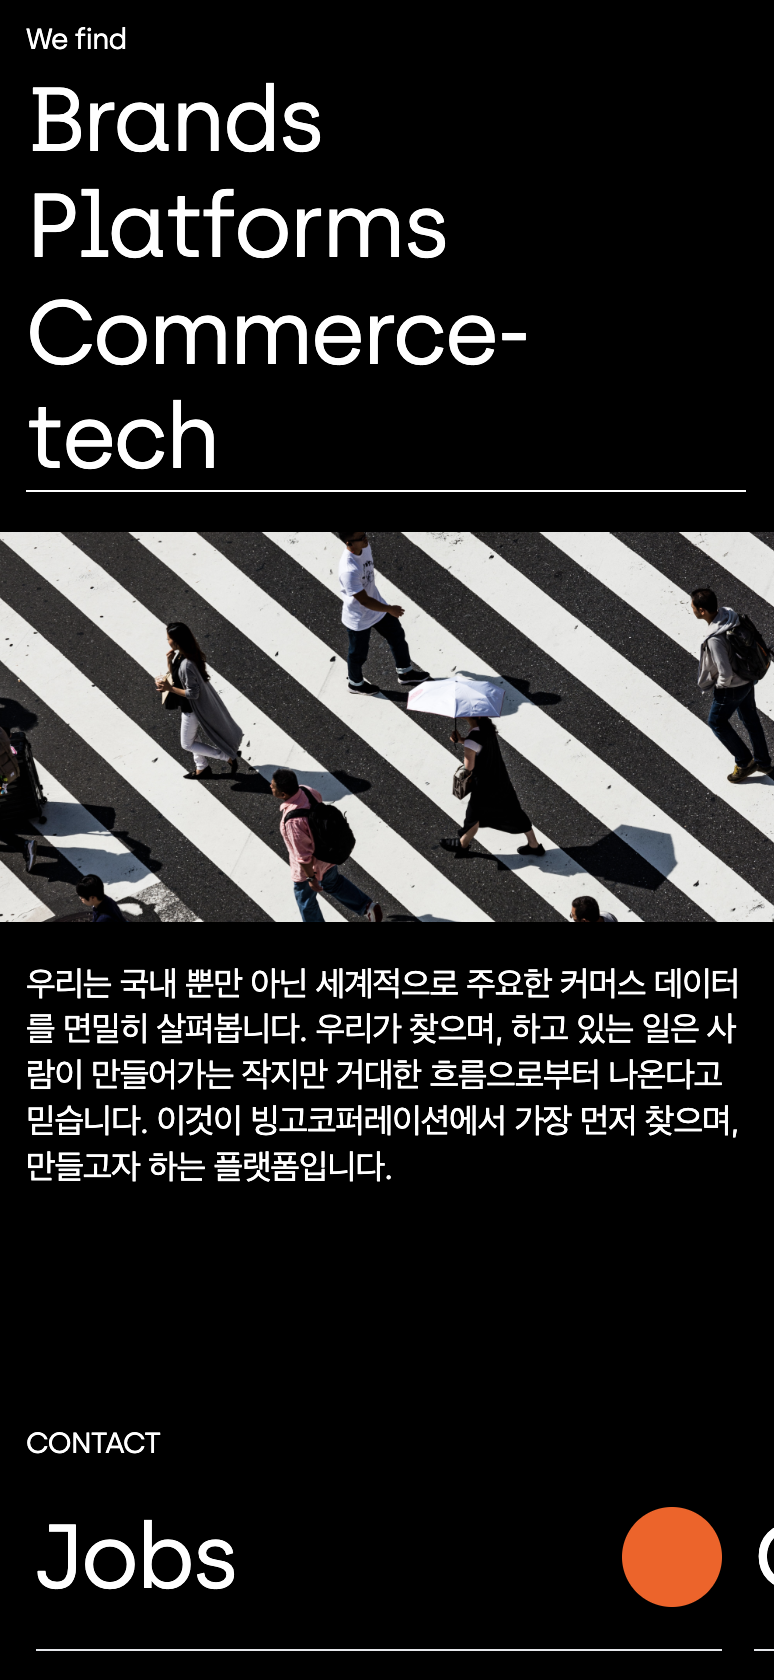 We find
Brands
Platforms
Commerce-
tech
우리는 국내 뿐만 아닌 세계적으로 주요한 커머스 데이터
를 면밀히 살펴봅니다. 우리가 찾으며, 하고 있는 일은 사
람이 만들어가는 작지만 거대한 흐름으로부터 나온다고
믿습니다. 이것이 빙고코퍼레이션에서 가장 먼저 찾으며,
만들고자 하는 플랫폼입니다.
CONTACT
Jobs